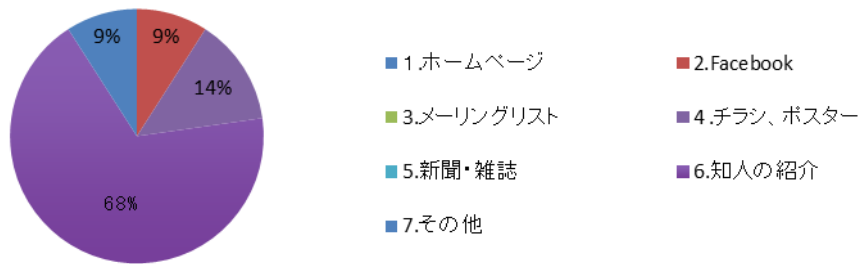 9%
9%
14%
68%
1.ホームページ
2.Facebook
3.メーリングリスト
4.チラシ、ポスター
5.新聞・雑誌
6.知人の紹介
7.その他